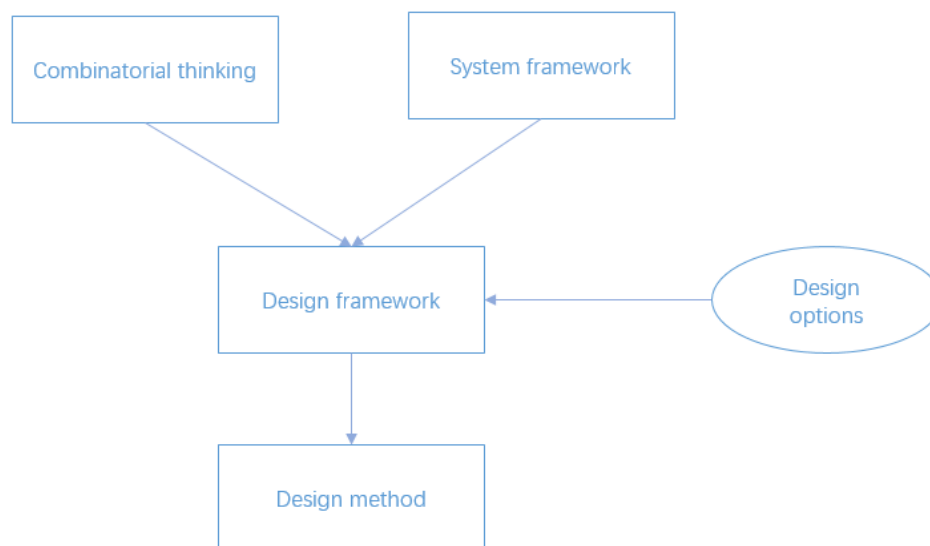 Combinatorial thinking
System framework
Design framework
Design
options
Design method